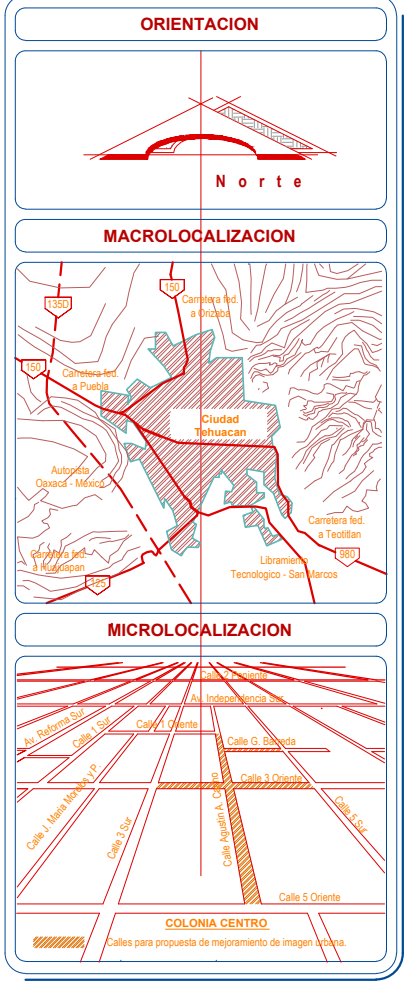 ORIENTACION
Norte
MACROLOCALIZACION
150
135D
Carretera fed.
a Orizaba
150
Carretera fed.
a Puebla
Ciudad
Tehuacan
Autopista
Oaxaca - México
Carretera fed.
a Teotitlan
Carretera fed.
a Huajuapan
980
Libramiento
Tecnologico - San Marcos
125
MICROLOCALIZACION
Calle 2 Poniente
Av. Independencia Sur
Av. Reforma Sur
Calle 1 Sur
Calle 1 Oriente
Calle G. Barreda
Calle J. Maria Morelos y P.
Calle 3 Oriente
Calle 3 Sur
Calle Agustin A.
Calle 5 Sur
Calle 5 Oriente
COLONIA CENTRO
Calles para propuesta de mejoramiento de imagen urbana.